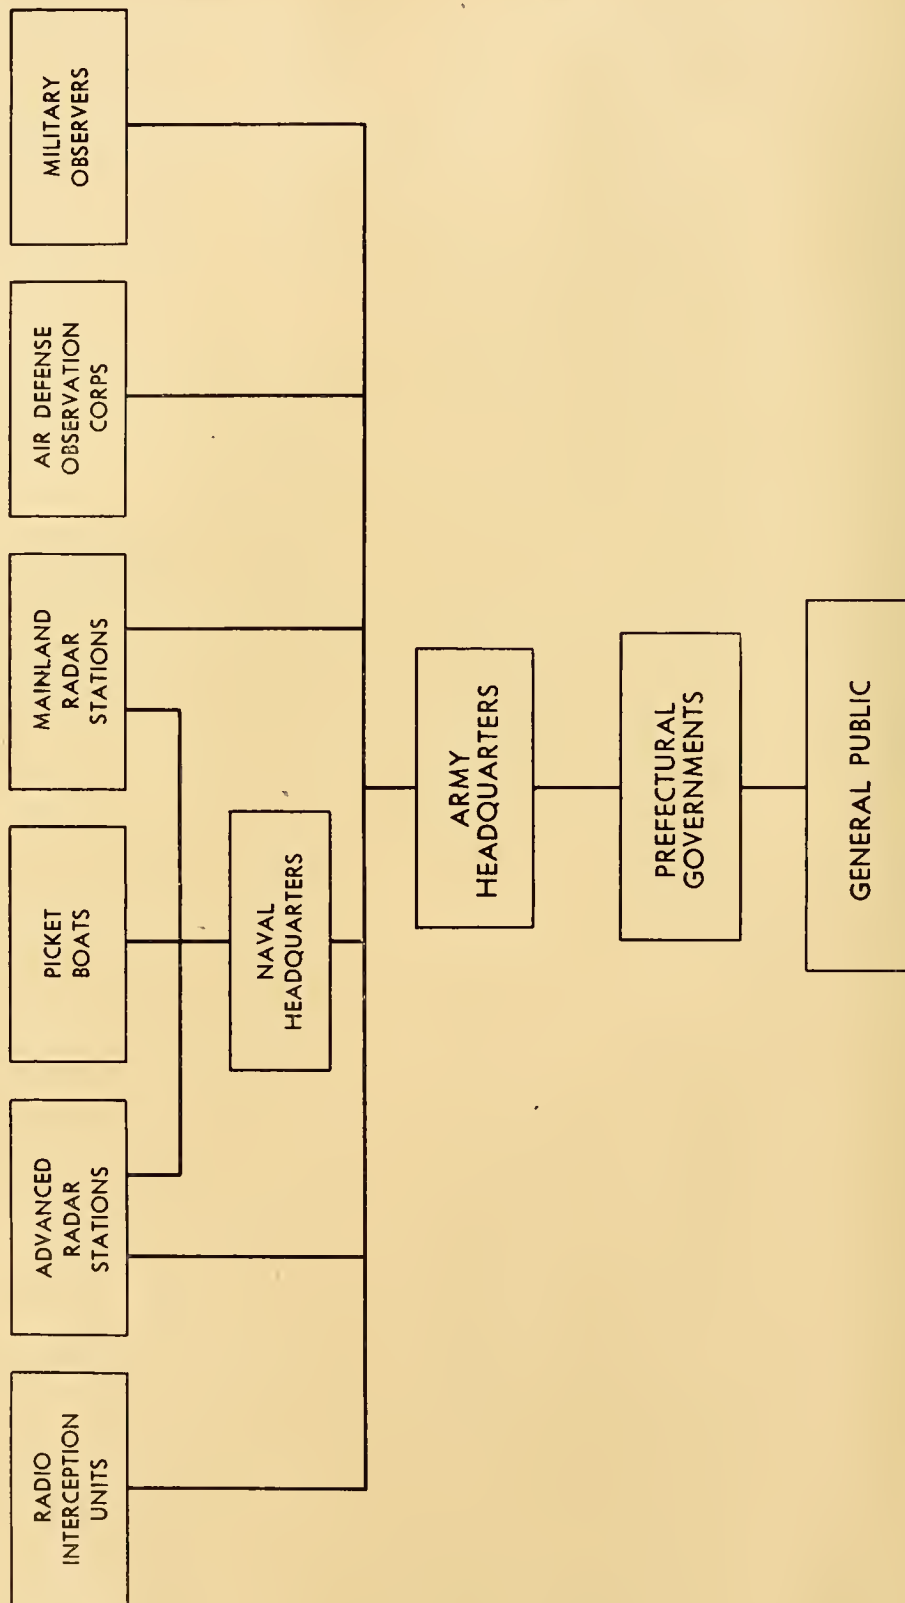 RADIO
INTERCEPTION
UNITS
ADVANCED
RADAR
STATIONS
PICKET
BOATS
MAINLAND
RADAR
STATIONS
AIR DEFENSE
OBSERVATION
CORPS
MILITARY
OBSERVERS
NAVAL
HEADQUARTERS
ARMY
HEADQUARTERS
PREFECTURAL
GOVERNMENTS
GENERAL PUBLIC